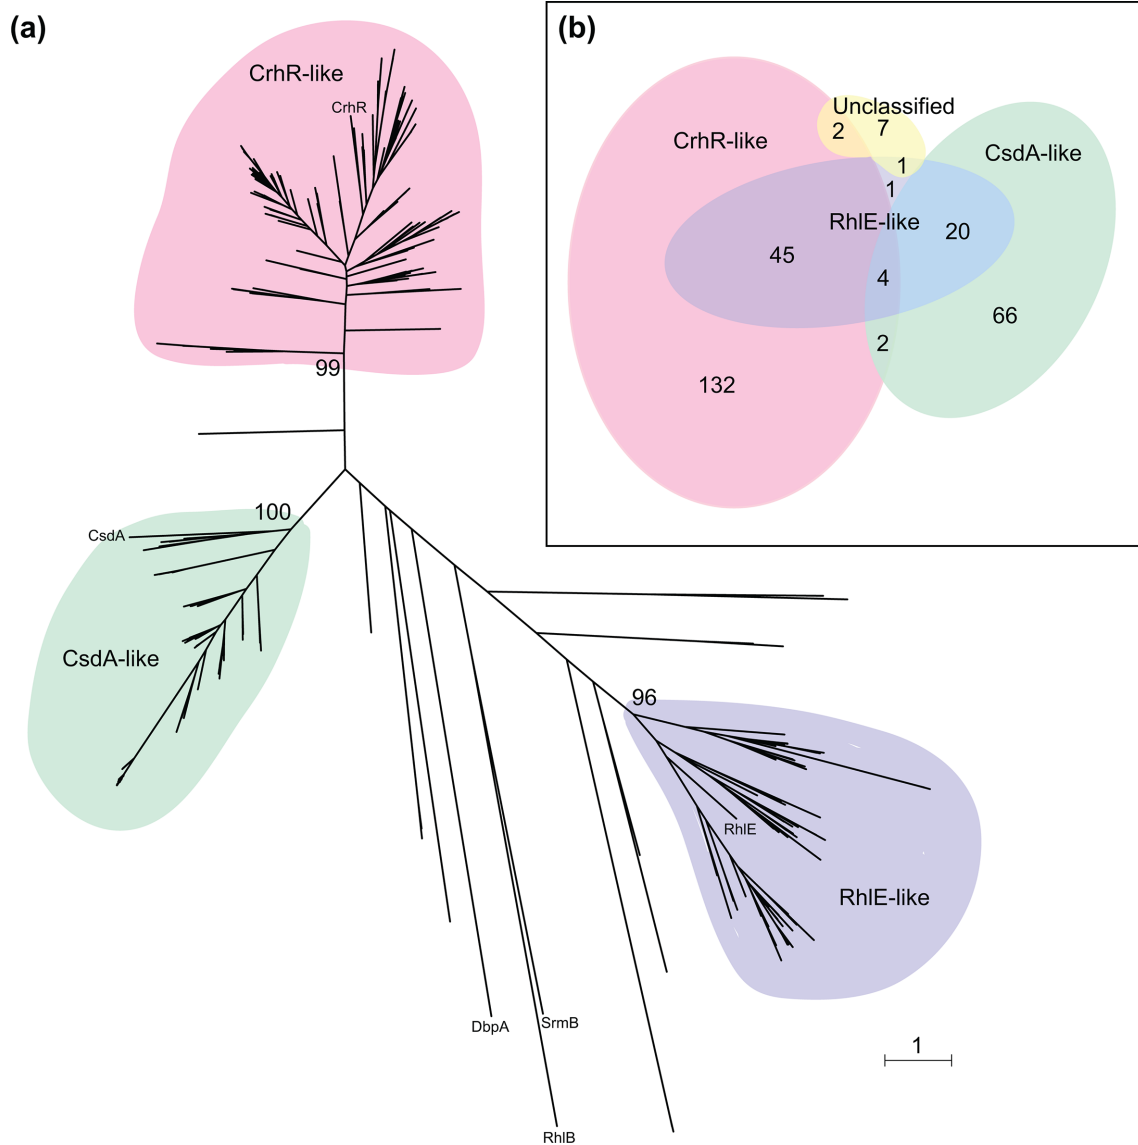 (a)
CrhR-like
CrhR
99
100
CsdA
CsdA-like
96
RhlE
RhlE-like
DbpA
SrmB
RhlB
1
(b)
Unclassified
2
7
CrhR-like
CsdA-like
1
1
RhlE-like
20
45
4
66
2
132